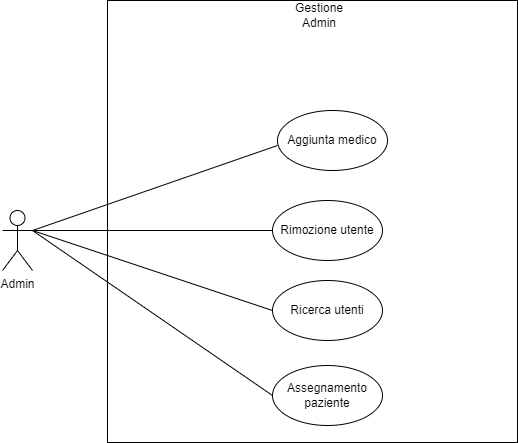 Gestione
Admin
Aggiunta medico
Rimozione utente
Admin
Ricerca utenti
Assegnamento
paziente